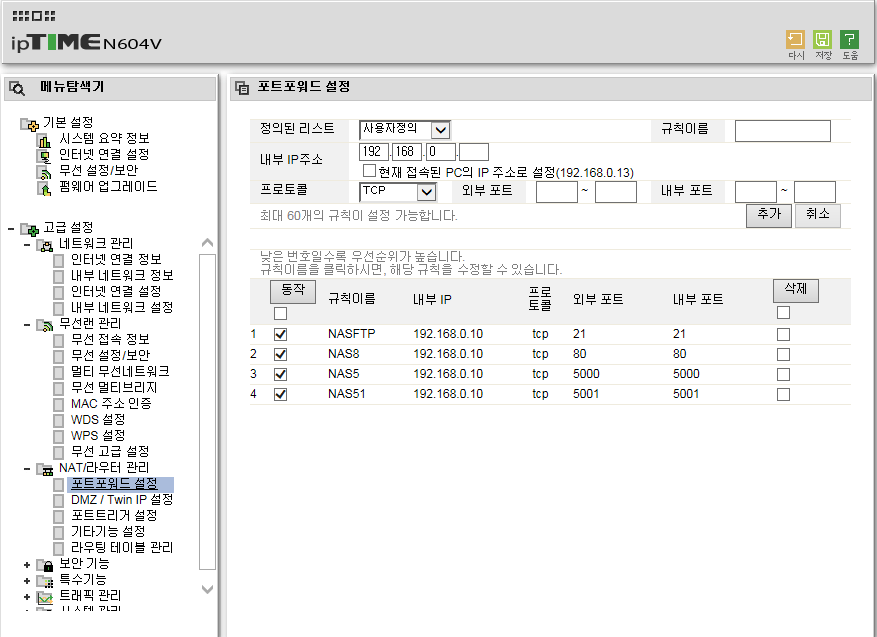 ipTIME N604V
다시 저장 도움
메뉴탐색기
기본 설정
시스템 요약 정보
인터넷 연결 설정
무선 설정/보안
펌웨어 업그레이드
고급 설정
네트워크 관리
인터넷 연결 정보
내부 네트워크 정보
인터넷 연결 설정
내부 네트워크 설정
무선랜 관리
무선 접속 정보
무선 설정/보안
멀티 무선네트워크
무선 멀티브리지
MAC 주소 인증
WDS 설정
WPS 설정
무선 고급 설정
NAT/라우터 관리
포트포워드 설정
DMZ / Twin IP 설정
포트트리거 설정
기타기능 설정
라우팅 테이블 관리
보안 기능
특수기능
트래픽 관리
시스템 관리
포트포워드 설정
정의된 리스트 사용자정의 규칙이름
내부 IP주소 192 . 168 . 0 .
현재 접속된 PC의 IP 주소로 설정(192.168.0.13)
프로토콜 TCP 외부 포트 ~ 내부 포트 ~
최대 60개의 규칙이 설정 가능합니다. 추가 취소
낮은 번호일수록 우선순위가 높습니다.
규칙이름을 클릭하시면, 해당 규칙을 수정할 수 있습니다.
동작 규칙이름 내부 IP 프로토콜 외부 포트 내부 포트 삭제
1 NASFTP 192.168.0.10 tcp 21 21
2 NAS8 192.168.0.10 tcp 80 80
3 NAS5 192.168.0.10 tcp 5000 5000
4 NAS51 192.168.0.10 tcp 5001 5001